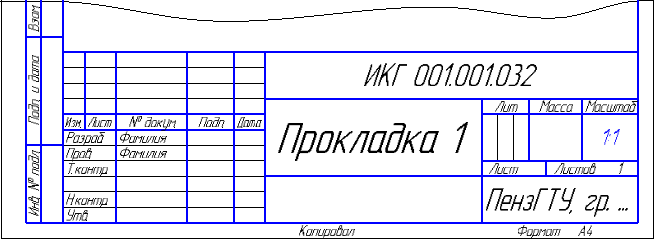 Взам.
Подп. и дата
Инв. № подл.
ИКГ 001.001.032
Изм. Лист № докум. Подп. Дата
Разраб. Фамилия
Пров. Фамилия
Т.контр.
Н.контр.
Утв.
Прокладка 1
Лит. Масса Масштаб
1:1
Лист Листов 1
ПензГТУ, гр. ...
Копировал Формат А4